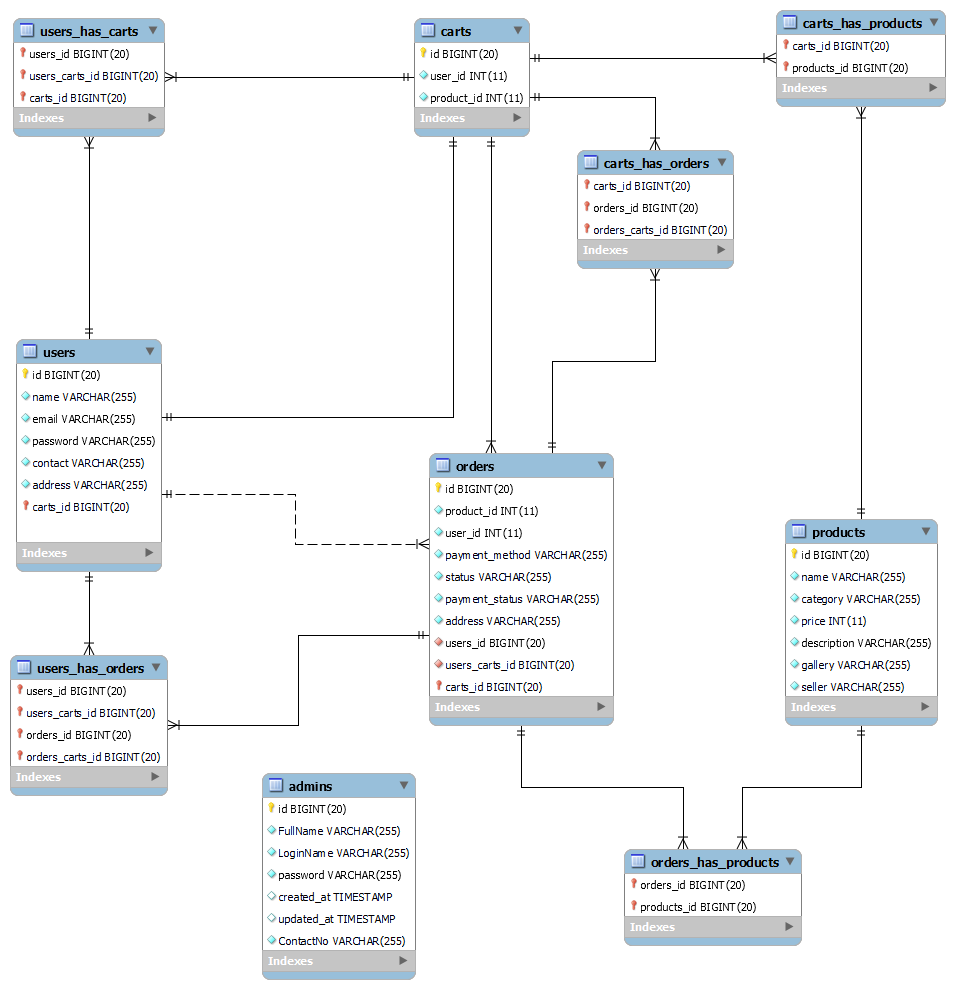 users_has_carts
users_id BIGINT(20)
users_carts_id BIGINT(20)
carts_id BIGINT(20)
Indexes
carts
id BIGINT(20)
user_id INT(11)
product_id INT(11)
Indexes
carts_has_products
carts_id BIGINT(20)
products_id BIGINT(20)
Indexes
carts_has_orders
carts_id BIGINT(20)
orders_id BIGINT(20)
orders_carts_id BIGINT(20)
Indexes
users
id BIGINT(20)
name VARCHAR(255)
email VARCHAR(255)
password VARCHAR(255)
contact VARCHAR(255)
address VARCHAR(255)
carts_id BIGINT(20)
Indexes
orders
id BIGINT(20)
product_id INT(11)
user_id INT(11)
payment_method VARCHAR(255)
status VARCHAR(255)
payment_status VARCHAR(255)
address VARCHAR(255)
users_id BIGINT(20)
users_carts_id BIGINT(20)
carts_id BIGINT(20)
Indexes
products
id BIGINT(20)
name VARCHAR(255)
category VARCHAR(255)
price INT(11)
description VARCHAR(255)
gallery VARCHAR(255)
seller VARCHAR(255)
Indexes
users_has_orders
users_id BIGINT(20)
users_carts_id BIGINT(20)
orders_id BIGINT(20)
orders_carts_id BIGINT(20)
Indexes
admins
id BIGINT(20)
FullName VARCHAR(255)
LoginName VARCHAR(255)
password VARCHAR(255)
created_at TIMESTAMP
updated_at TIMESTAMP
ContactNo VARCHAR(255)
Indexes
orders_has_products
orders_id BIGINT(20)
products_id BIGINT(20)
Indexes